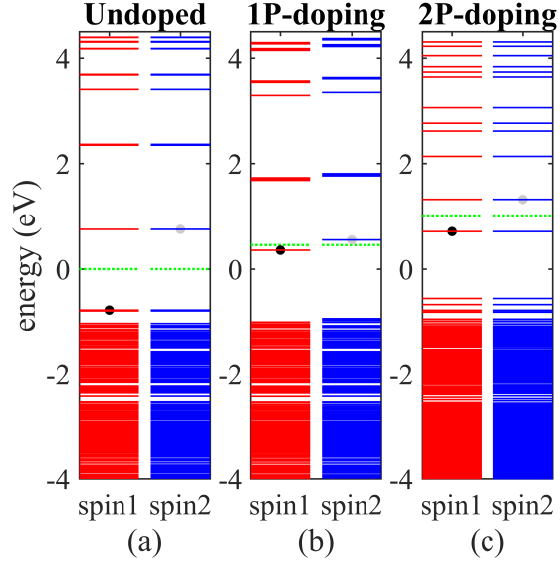 Undoped 1P-doping 2P-doping
energy (eV)
4 4 4
2 2 2
0 0 0
-2 -2 -2
-4 -4 -4
spin1 spin2 spin1 spin2 spin1 spin2
(a) (b) (c)